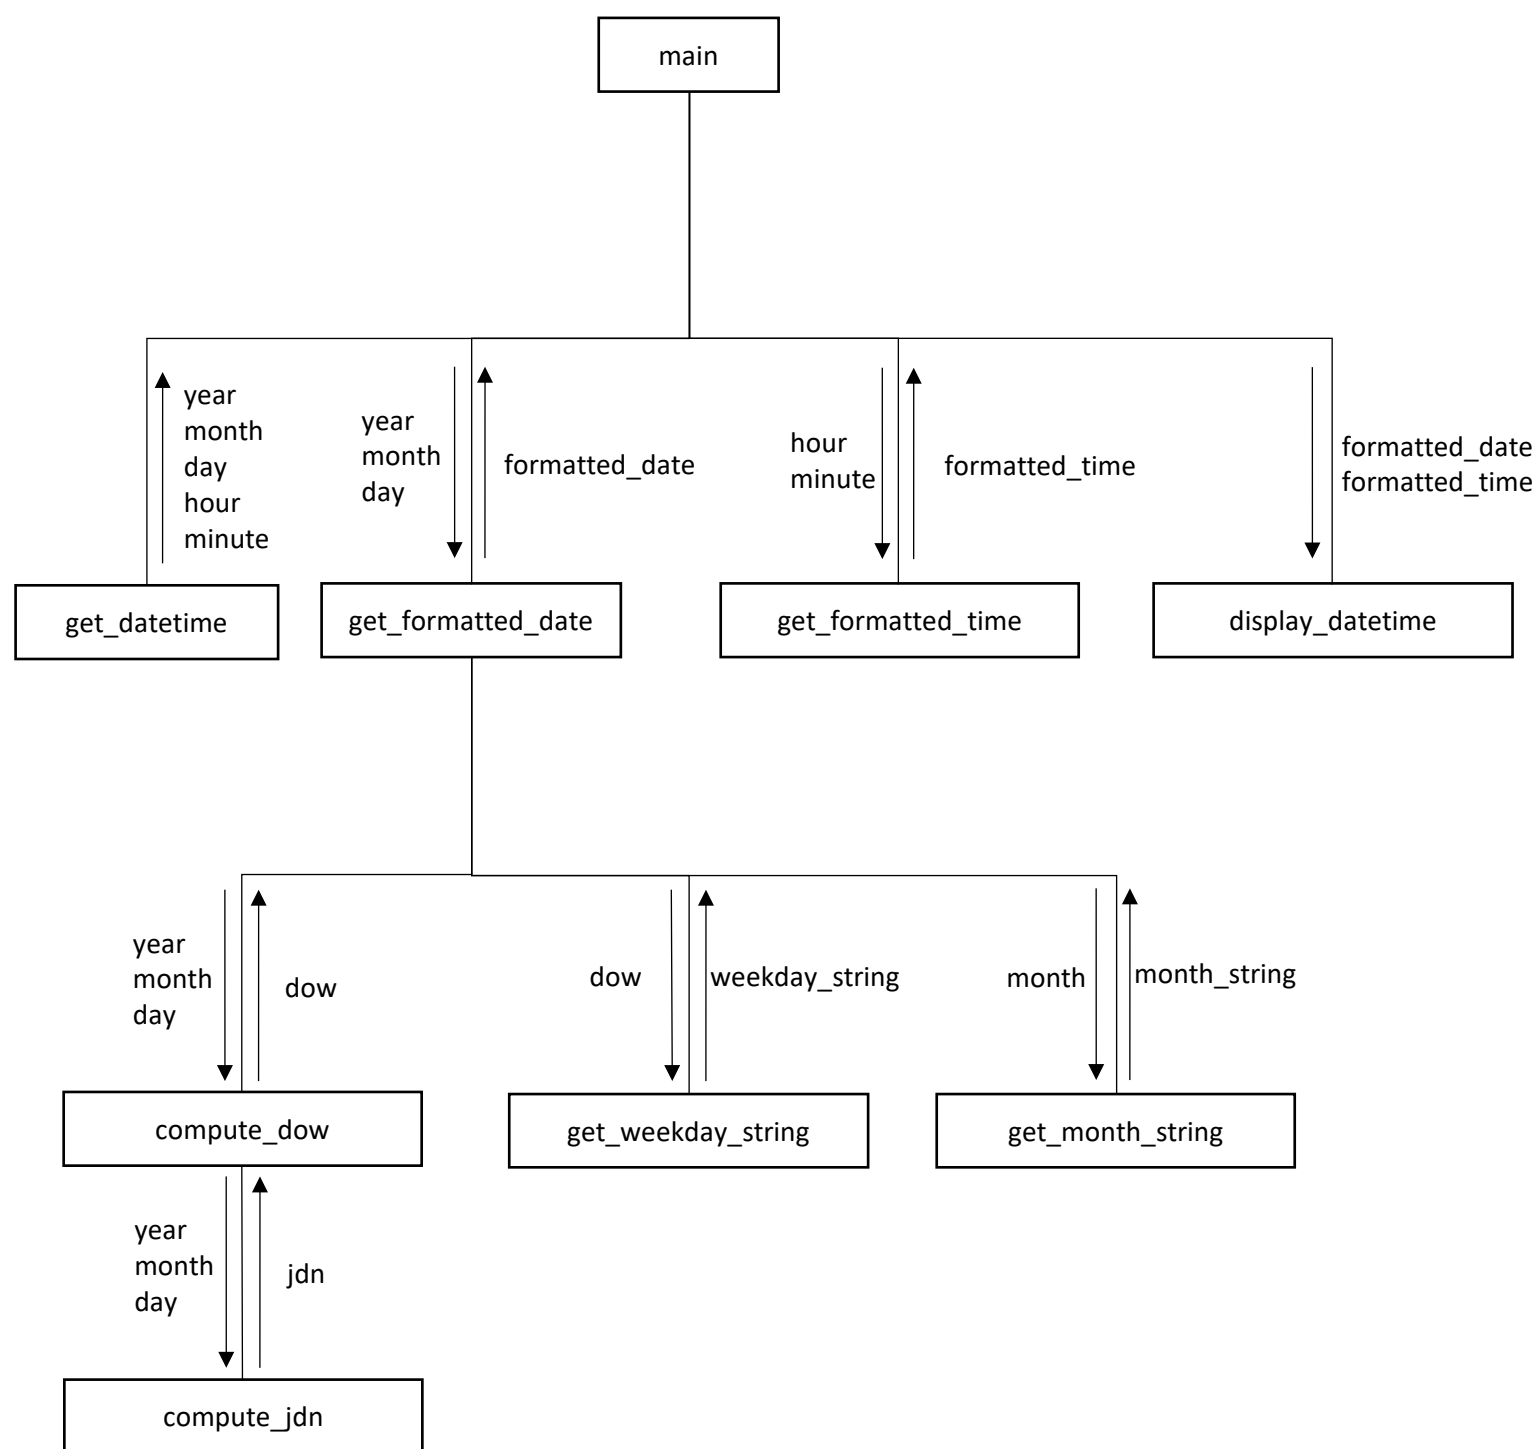 main
year
month
day
hour
minute
year
month
day
formatted_date
hour
minute
formatted_time
formatted_date
formatted_time
get_datetime
get_formatted_date
get_formatted_time
display_datetime
year
month
day
dow
dow
weekday_string
month
month_string
compute_dow
get_weekday_string
get_month_string
year
month
day
jdn
compute_jdn